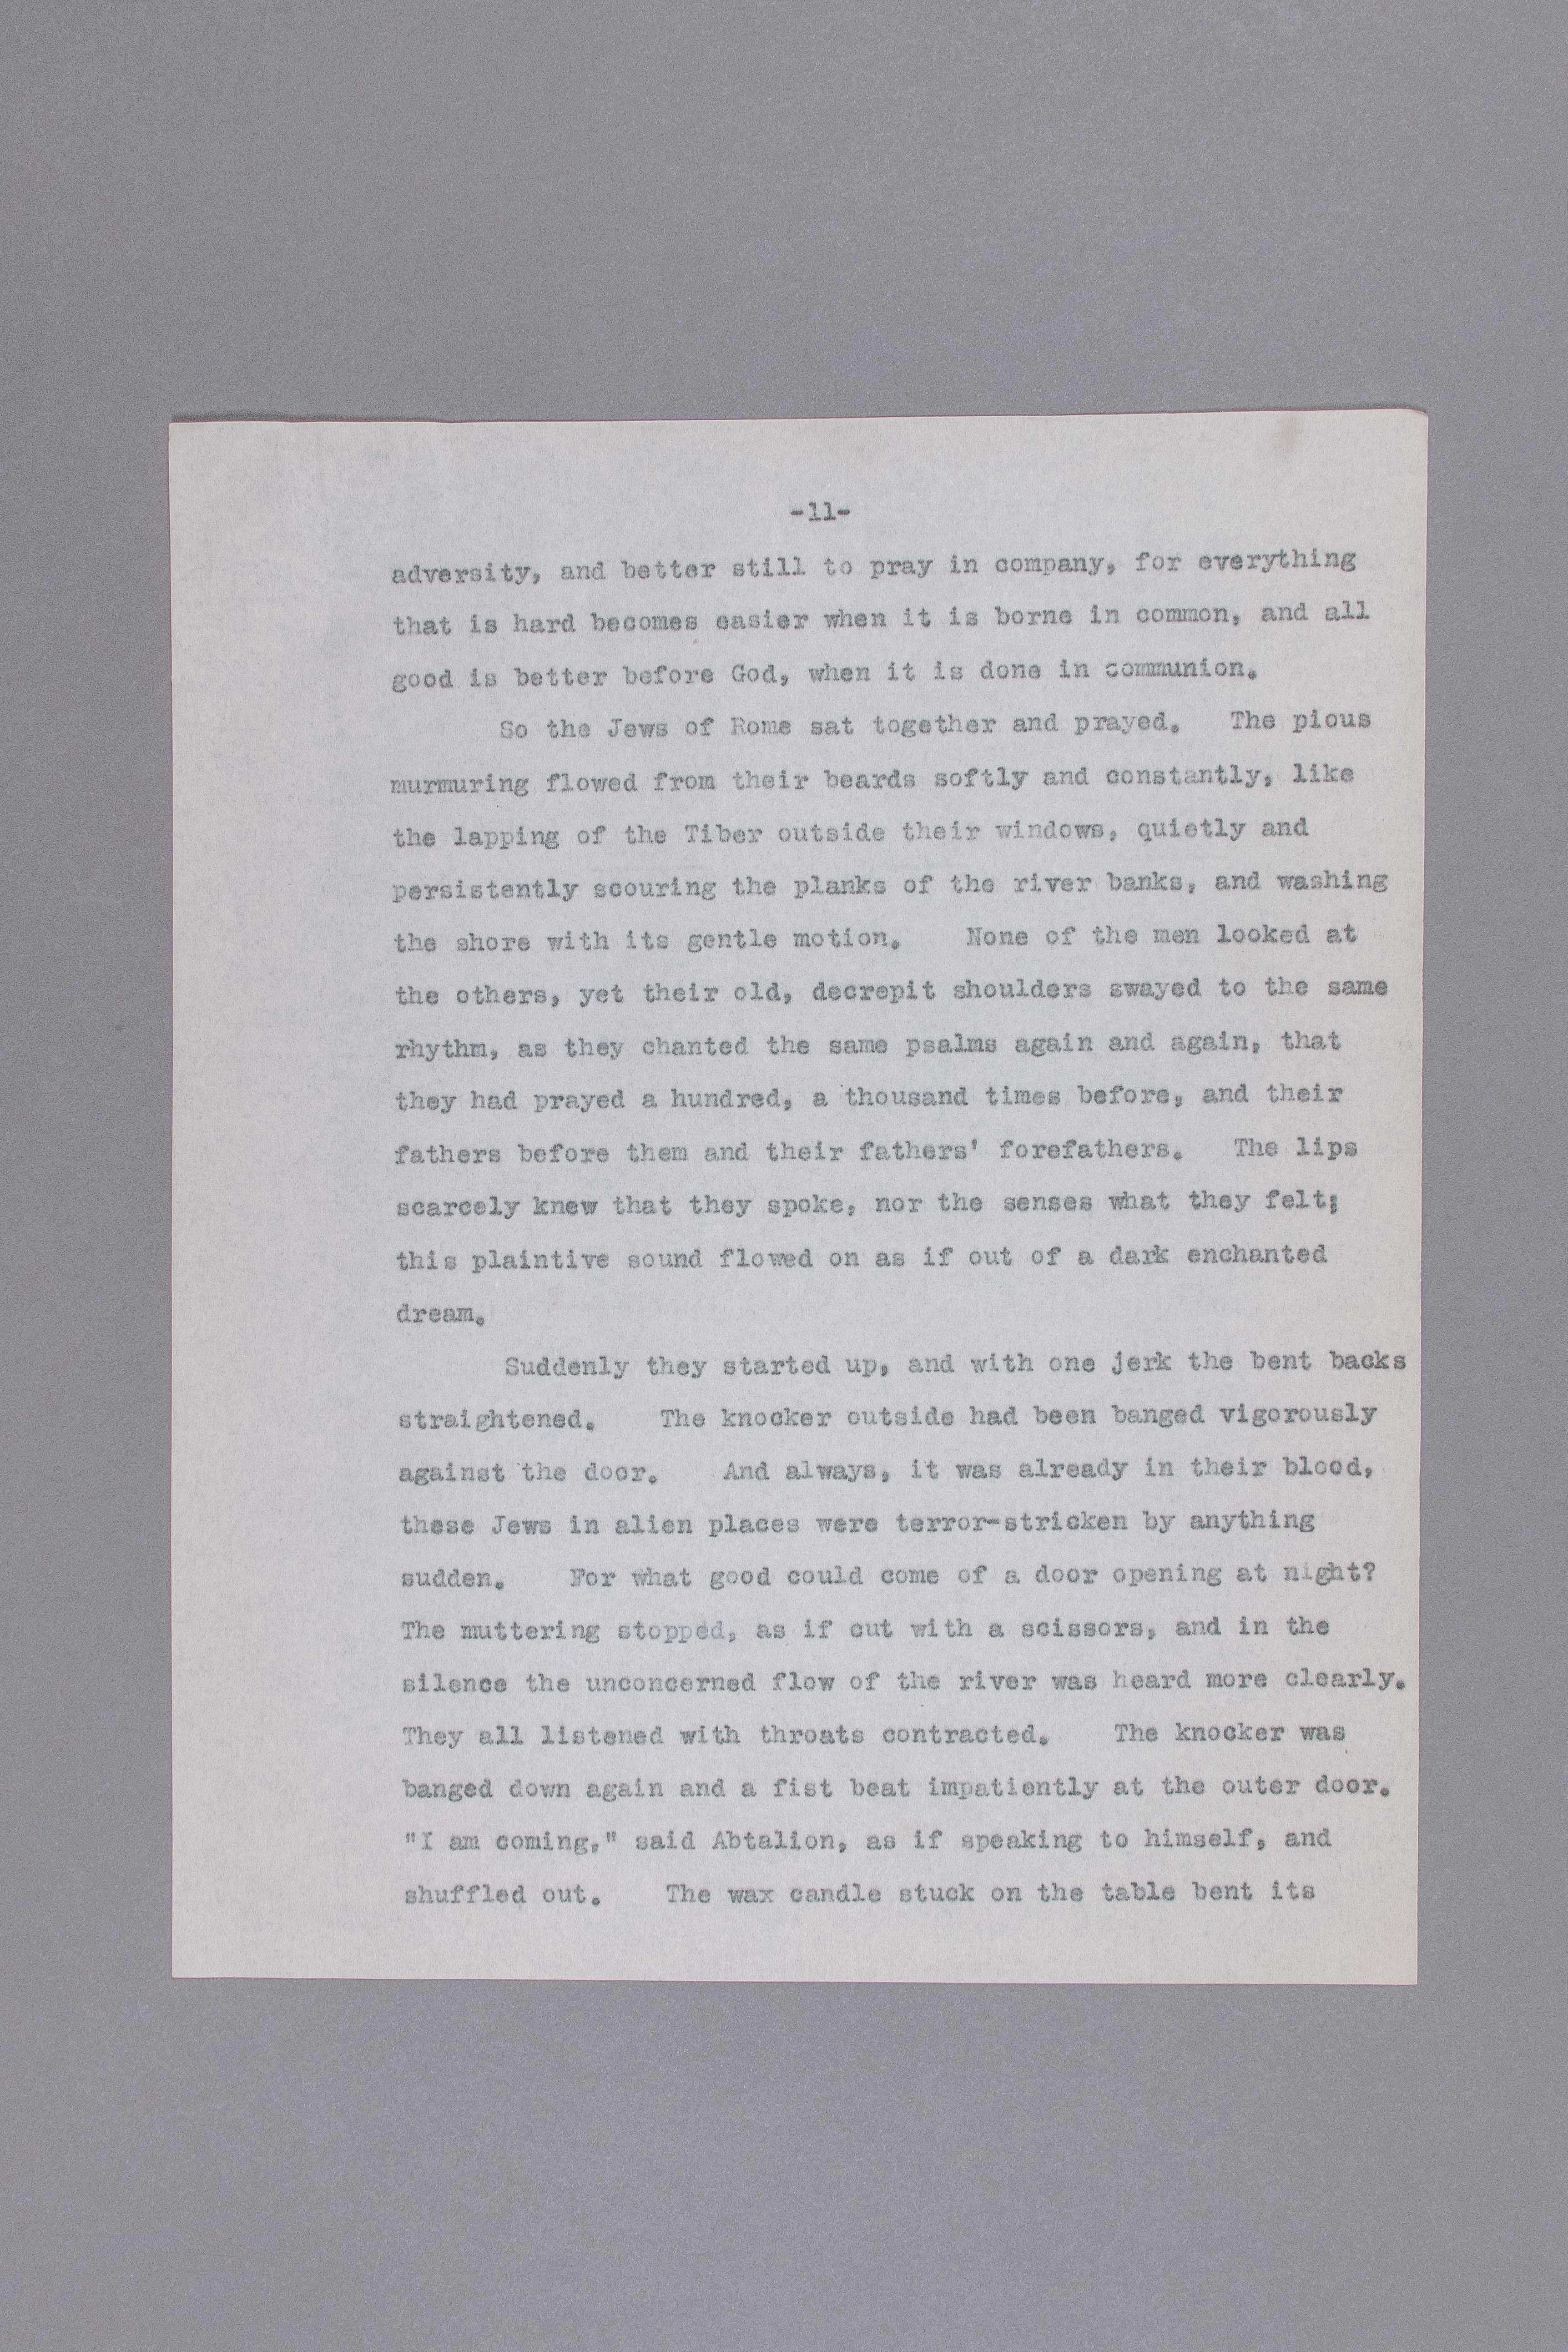 -11-
adversity, and better still to pray in company, for everything
that is hard becomes easier when it is borne in common, and all
good is better before God, when it is done in communion.
So the Jews of Rome sat together and prayed. The pious
murmuring flowed from their beards softly and constantly, like
the lapping of the Tiber outside their windows, quietly and
persistently scouring the planks of the river banks, and washing
the shore with its gentle motion. None of the men looked at
the others, yet their old, decrepit shoulders swayed to the same
rhythm, as they chanted the same psalms again and again, that
they had prayed a hundred, a thousand times before, and their
fathers before them and their fathers' forefathers. The lips
scarcely knew that they spoke, nor the senses what they felt;
this plaintive sound flowed on as if out of a dark enchanted
dream.
Suddenly they started up, and with one jerk the bent backs
straightened. The knocker outside had been banged vigorously
against the door. And always, it was already in their blood,
these Jews in alien places were terror-stricken by anything
sudden. For what good could come of a door opening at night?
The muttering stopped, as if cut with a scissors, and in the
silence the unconcerned flow of the river was heard more clearly.
They all listened with throats contracted. The knocker was
banged down again and a fist beat impatiently at the outer door.
"I am coming," said Abtalion, as if speaking to himself, and
shuffled out. The wax candle stuck on the table bent its